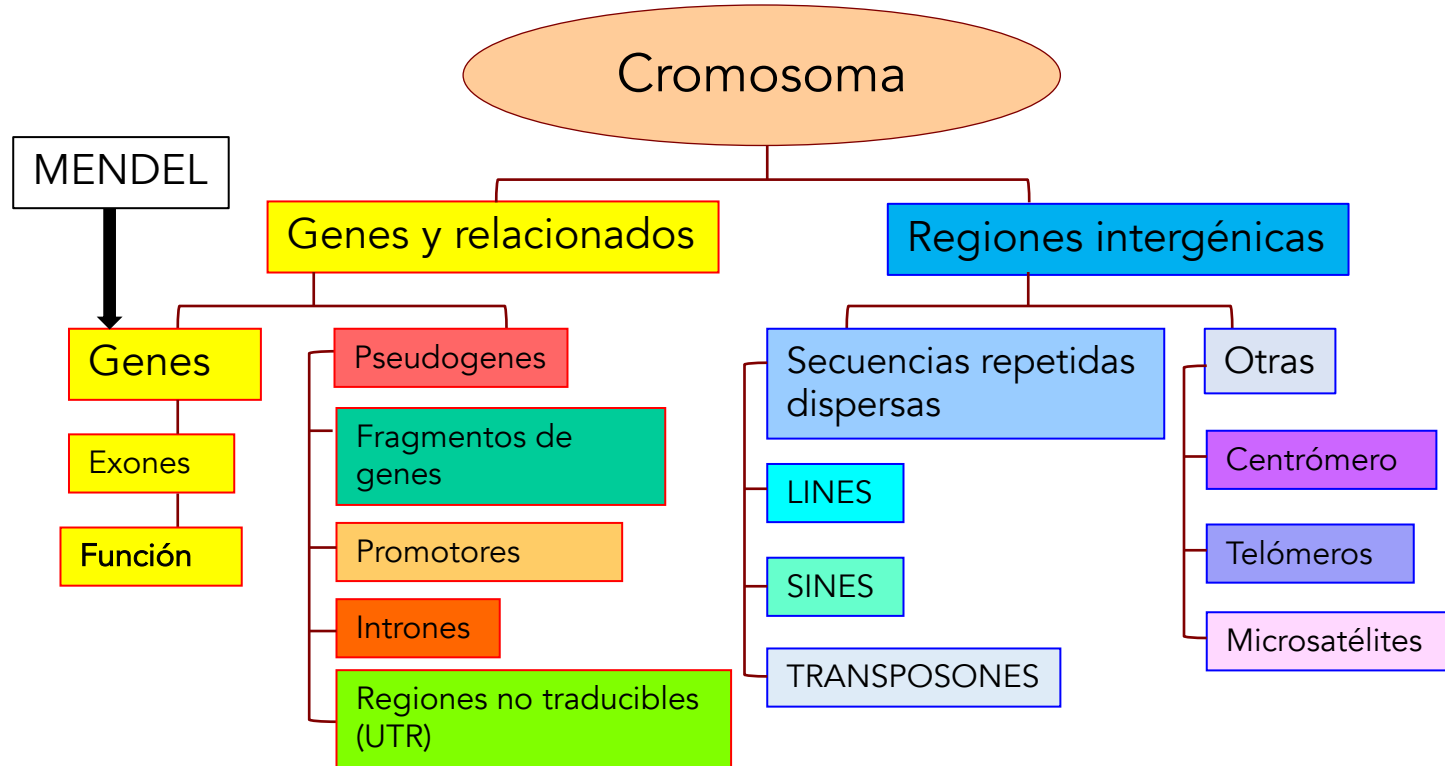 Cromosoma
MENDEL
Genes y relacionados
Regiones intergénicas
Genes
Exones
Función
Pseudogenes
Fragmentos de
genes
Promotores
Intrones
Regiones no traducibles
(UTR)
Secuencias repetidas
dispersas
LINES
SINES
TRANSPOSONES
Otras
Centrómero
Telómeros
Microsatélites